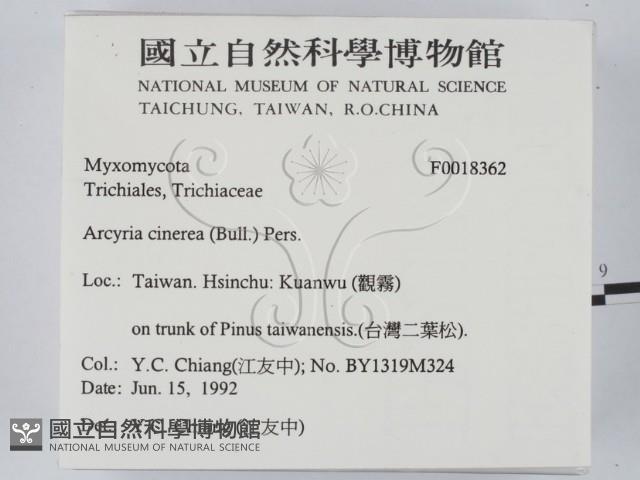 國立自然科學博物館
NATIONAL MUSEUM OF NATURAL SCIENCE
TAICHUNG, TAIWAN, R.O.CHINA
Myxomycota F0018362
Trichiales, Trichiaceae
Arcyria cinerea (Bull.) Pers.
Loc.: Taiwan. Hsinchu: Kuanwu (觀霧)
on trunk of Pinus taiwanensis.(台灣二葉松).
Col.: Y.C. Chiang(江友中); No. BY1319M324
Date: Jun. 15, 1992
友中)
國立自然科學博物館
NATIONAL MUSEUM OF NATURAL SCIENCE
9